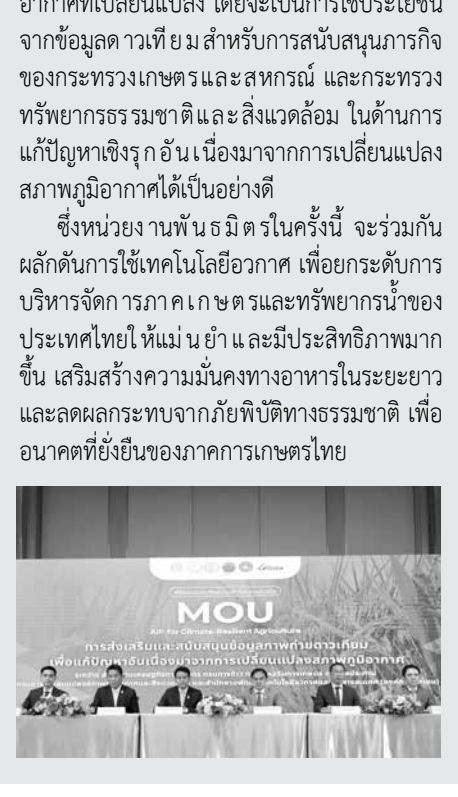 อากาศที่เปลี่ยนแปลง โดยจะเป็นการใช้ประโยชน์
จากข้อมูลดาวเทียมสำหรับการสนับสนุนภารกิจ
ของกระทรวงเกษตรและสหกรณ์ และกระทรวง
ทรัพยากรธรรมชาติและสิ่งแวดล้อม ในด้านการ
แก้ปัญหาเชิงรุกอันเนื่องมาจากการเปลี่ยนแปลง
สภาพภูมิอากาศได้เป็นอย่างดี
ซึ่งหน่วยงานพันธมิตรในครั้งนี้ จะร่วมกัน
ผลักดันการใช้เทคโนโลยีอวกาศ เพื่อยกระดับการ
บริหารจัดการภาคเกษตรและทรัพยากรน้ำของ
ประเทศไทยให้แม่นยำและมีประสิทธิภาพมาก
ขึ้น เสริมสร้างความมั่นคงทางอาหารในระยะยาว
และลดผลกระทบจากภัยพิบัติทางธรรมชาติ เพื่อ
อนาคตที่ยั่งยืนของภาคการเกษตรไทย
MOU
for Climate-Resilient Agriculture
การส่งเสริมและสนับสนุนข้อมูลภาพถ่ายดาวเทียม
เพื่อแก้ปัญหาอันเนื่องมาจากการเปลี่ยนแปลงสภาพภูมิอากาศ